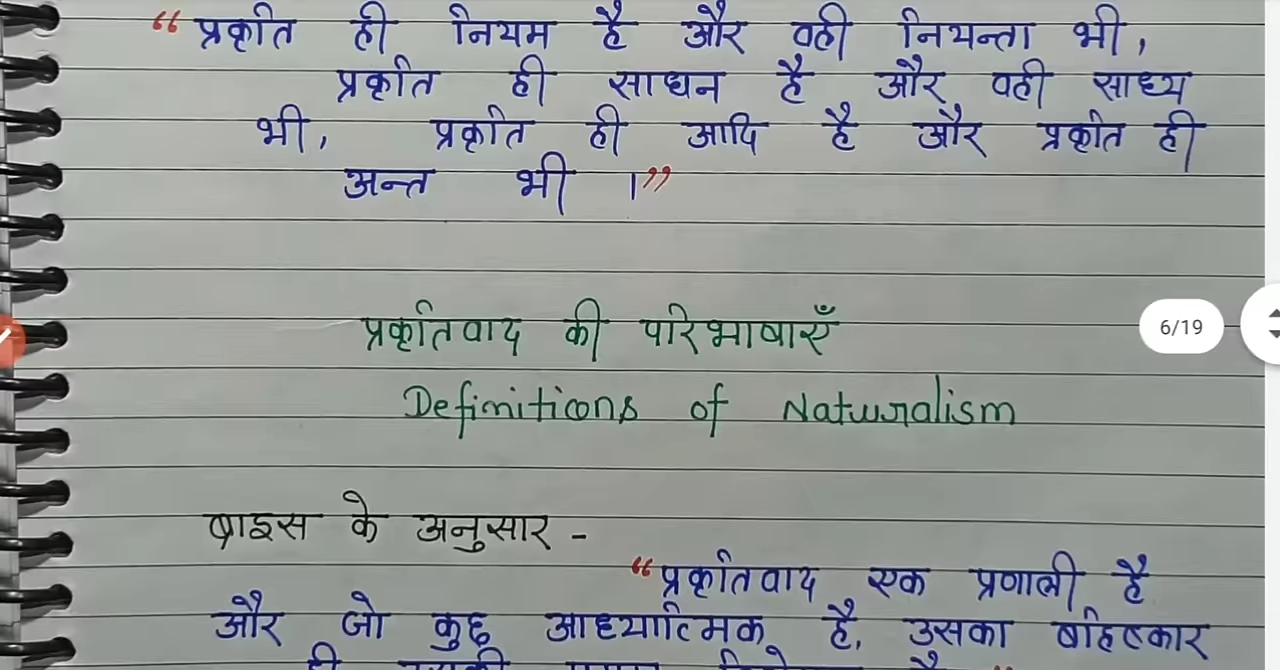 “प्रकृति ही नियम है और वही नियन्ता भी,
प्रकृति ही साधन है और वही साध्य
भी, प्रकृति ही आदि है और प्रकृति ही
अन्त भी ।”
प्रकृतिवाद की परिभाषाएँ
6/19
Definitions of Naturalism
ब्राइस के अनुसार -
“प्रकृतिवाद एक प्रणाली है
और जो कुछ आध्यात्मिक है, उसका बहिष्कार
ही